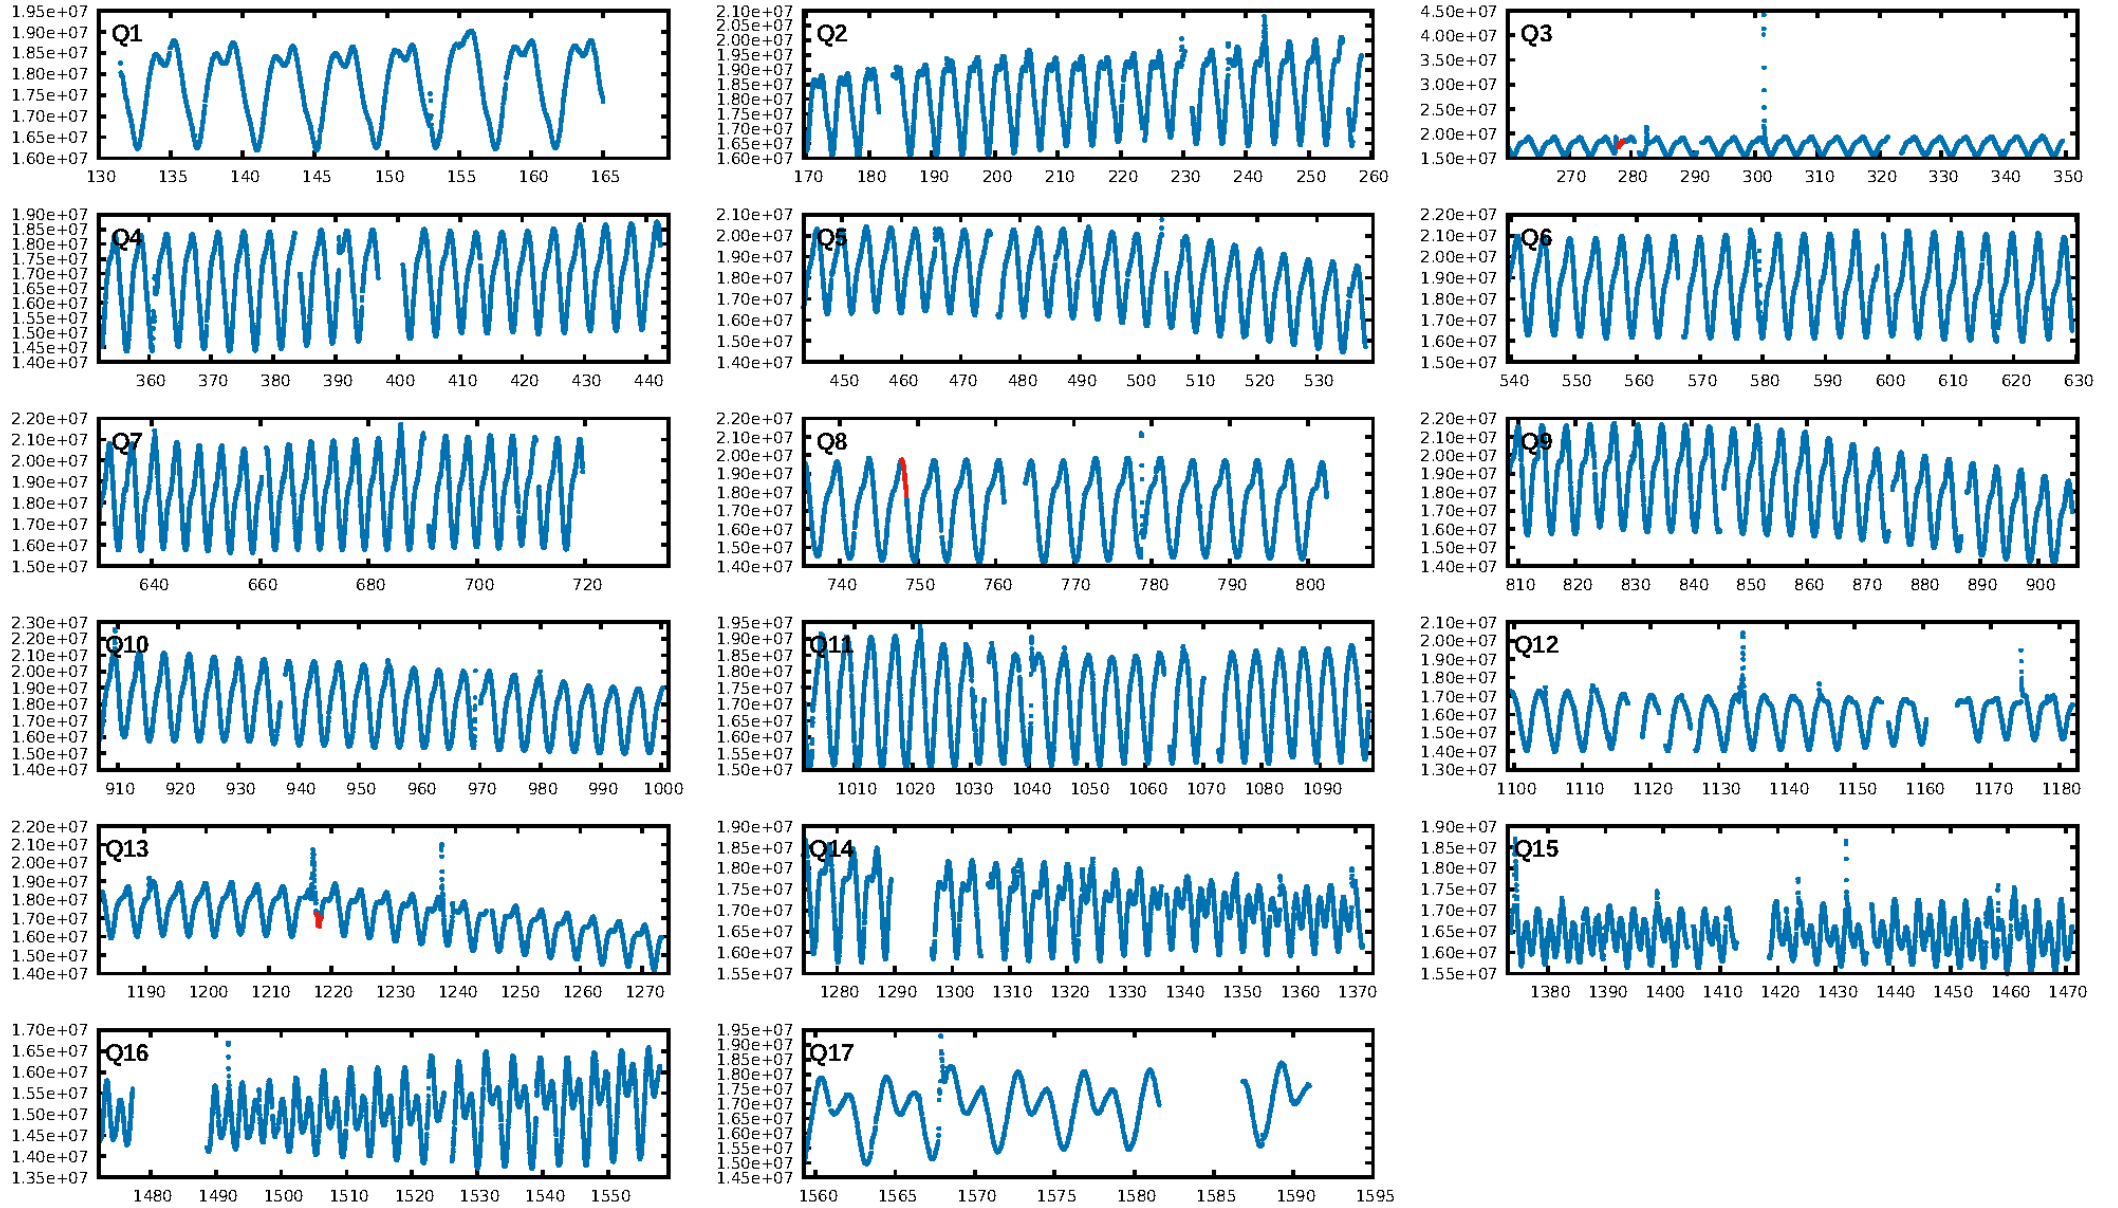 1.95e+07 1.90e+07 1.85e+07 1.80e+07 1.75e+07 1.70e+07 1.65e+07 1.60e+07
Q1
130 135 140 145 150 155 160 165
2.10e+07 2.05e+07 2.00e+07 1.95e+07 1.90e+07 1.85e+07 1.80e+07 1.75e+07 1.70e+07 1.65e+07 1.60e+07
Q2
170 180 190 200 210 220 230 240 250 260
4.50e+07 4.00e+07 3.50e+07 3.00e+07 2.50e+07 2.00e+07 1.50e+07
Q3
270 280 290 300 310 320 330 340 350
1.90e+07 1.85e+07 1.80e+07 1.75e+07 1.70e+07 1.65e+07 1.60e+07 1.55e+07 1.50e+07 1.45e+07 1.40e+07
Q4
360 370 380 390 400 410 420 430 440
2.10e+07 2.00e+07 1.90e+07 1.80e+07 1.70e+07 1.60e+07 1.50e+07 1.40e+07
Q5
450 460 470 480 490 500 510 520 530
2.20e+07 2.10e+07 2.00e+07 1.90e+07 1.80e+07 1.70e+07 1.60e+07 1.50e+07
Q6
540 550 560 570 580 590 600 610 620 630
2.20e+07 2.10e+07 2.00e+07 1.90e+07 1.80e+07 1.70e+07 1.60e+07 1.50e+07
Q7
640 660 680 700 720
2.20e+07 2.10e+07 2.00e+07 1.90e+07 1.80e+07 1.70e+07 1.60e+07 1.50e+07 1.40e+07
Q8
740 750 760 770 780 790 800
2.20e+07 2.10e+07 2.00e+07 1.90e+07 1.80e+07 1.70e+07 1.60e+07 1.50e+07 1.40e+07
Q9
810 820 830 840 850 860 870 880 890 900
2.30e+07 2.20e+07 2.10e+07 2.00e+07 1.90e+07 1.80e+07 1.70e+07 1.60e+07 1.50e+07 1.40e+07
Q10
910 920 930 940 950 960 970 980 990 1000
1.95e+07 1.90e+07 1.85e+07 1.80e+07 1.75e+07 1.70e+07 1.65e+07 1.60e+07 1.55e+07 1.50e+07
Q11
1010 1020 1030 1040 1050 1060 1070 1080 1090
2.10e+07 2.00e+07 1.90e+07 1.80e+07 1.70e+07 1.60e+07 1.50e+07 1.40e+07 1.30e+07
Q12
1100 1110 1120 1130 1140 1150 1160 1170 1180
2.20e+07 2.10e+07 2.00e+07 1.90e+07 1.80e+07 1.70e+07 1.60e+07 1.50e+07 1.40e+07
Q13
1190 1200 1210 1220 1230 1240 1250 1260 1270
1.90e+07 1.85e+07 1.80e+07 1.75e+07 1.70e+07 1.65e+07 1.60e+07 1.55e+07
Q14
1280 1290 1300 1310 1320 1330 1340 1350 1360 1370
1.90e+07 1.85e+07 1.80e+07 1.75e+07 1.70e+07 1.65e+07 1.60e+07 1.55e+07
Q15
1380 1390 1400 1410 1420 1430 1440 1450 1460 1470
1.70e+07 1.65e+07 1.60e+07 1.55e+07 1.50e+07 1.45e+07 1.40e+07 1.35e+07
Q16
1480 1490 1500 1510 1520 1530 1540 1550
1.95e+07 1.90e+07 1.85e+07 1.80e+07 1.75e+07 1.70e+07 1.65e+07 1.60e+07 1.55e+07 1.50e+07 1.45e+07
Q17
1560 1565 1570 1575 1580 1585 1590 1595